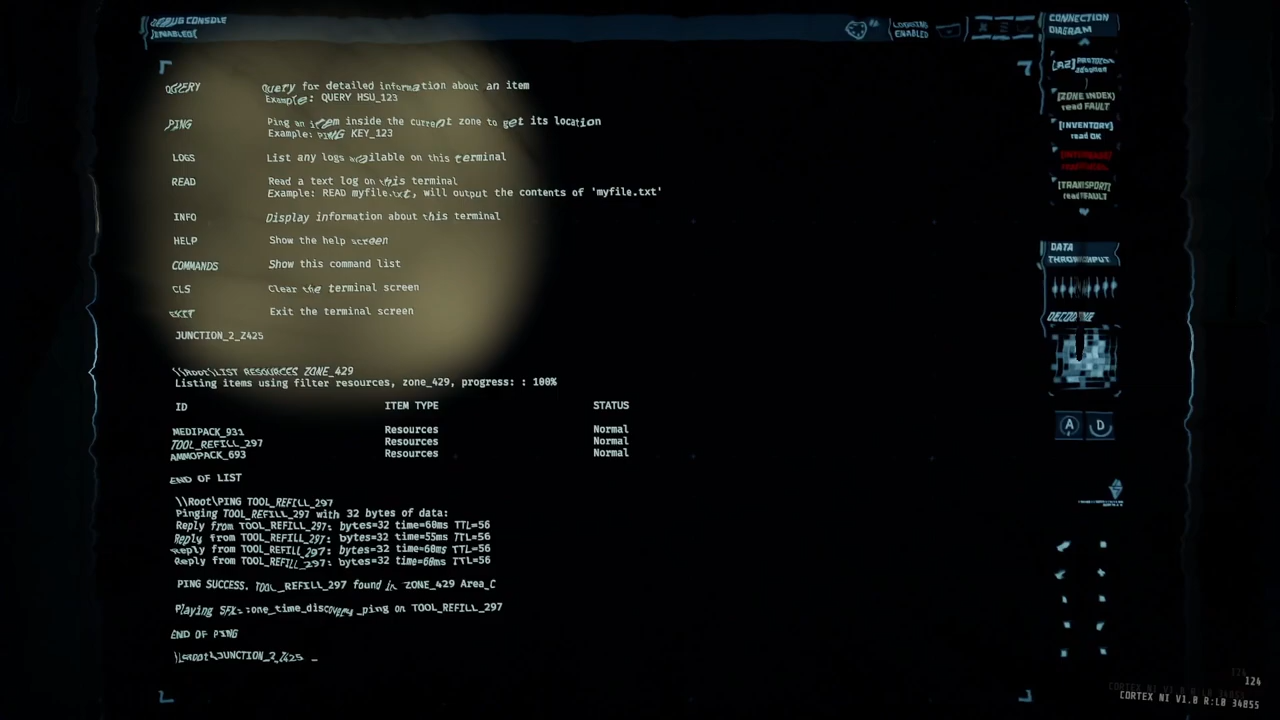 DEBUG CONSOLE
[ENABLED]
LOGGING
ENABLED
CONNECTION
DIAGRAM
QUERY Query for detailed information about an item
Example: QUERY HSU_123
PING Ping an item inside the current zone to get its location
Example: PING KEY_123
LOGS List any logs available on this terminal
READ Read a text log on this terminal
Example: READ myfile.txt, will output the contents of 'myfile.txt'
INFO Display information about this terminal
HELP Show the help screen
COMMANDS Show this command list
CLS Clear the terminal screen
EXIT Exit the terminal screen
JUNCTION_2_Z425
\\Root\LIST RESOURCES ZONE_429
Listing items using filter resources, zone_429, progress: : 100%
ID ITEM TYPE STATUS
MEDIPACK_931 Resources Normal
TOOL_REFILL_297 Resources Normal
AMMOPACK_693 Resources Normal
END OF LIST
\\Root\PING TOOL_REFILL_297
Pinging TOOL_REFILL_297 with 32 bytes of data:
Reply from TOOL_REFILL_297: bytes=32 time=60ms TTL=56
Reply from TOOL_REFILL_297: bytes=32 time=55ms TTL=56
Reply from TOOL_REFILL_297: bytes=32 time=60ms TTL=56
Reply from TOOL_REFILL_297: bytes=32 time=60ms TTL=56
PING SUCCESS. TOOL_REFILL_297 found in ZONE_429 Area_C
Playing SFX: one_time_discovery_ping on TOOL_REFILL_297
END OF PING
\\Root\JUNCTION_2_Z425 _
PROTOCOL
[ZONE INDEX]
read FAULT
[INVENTORY]
read OK
[TRANSPORT]
read FAULT
DATA
THROUGHPUT
DECODING
A D
124
CORTEX NI V1.0 R:L0 34855